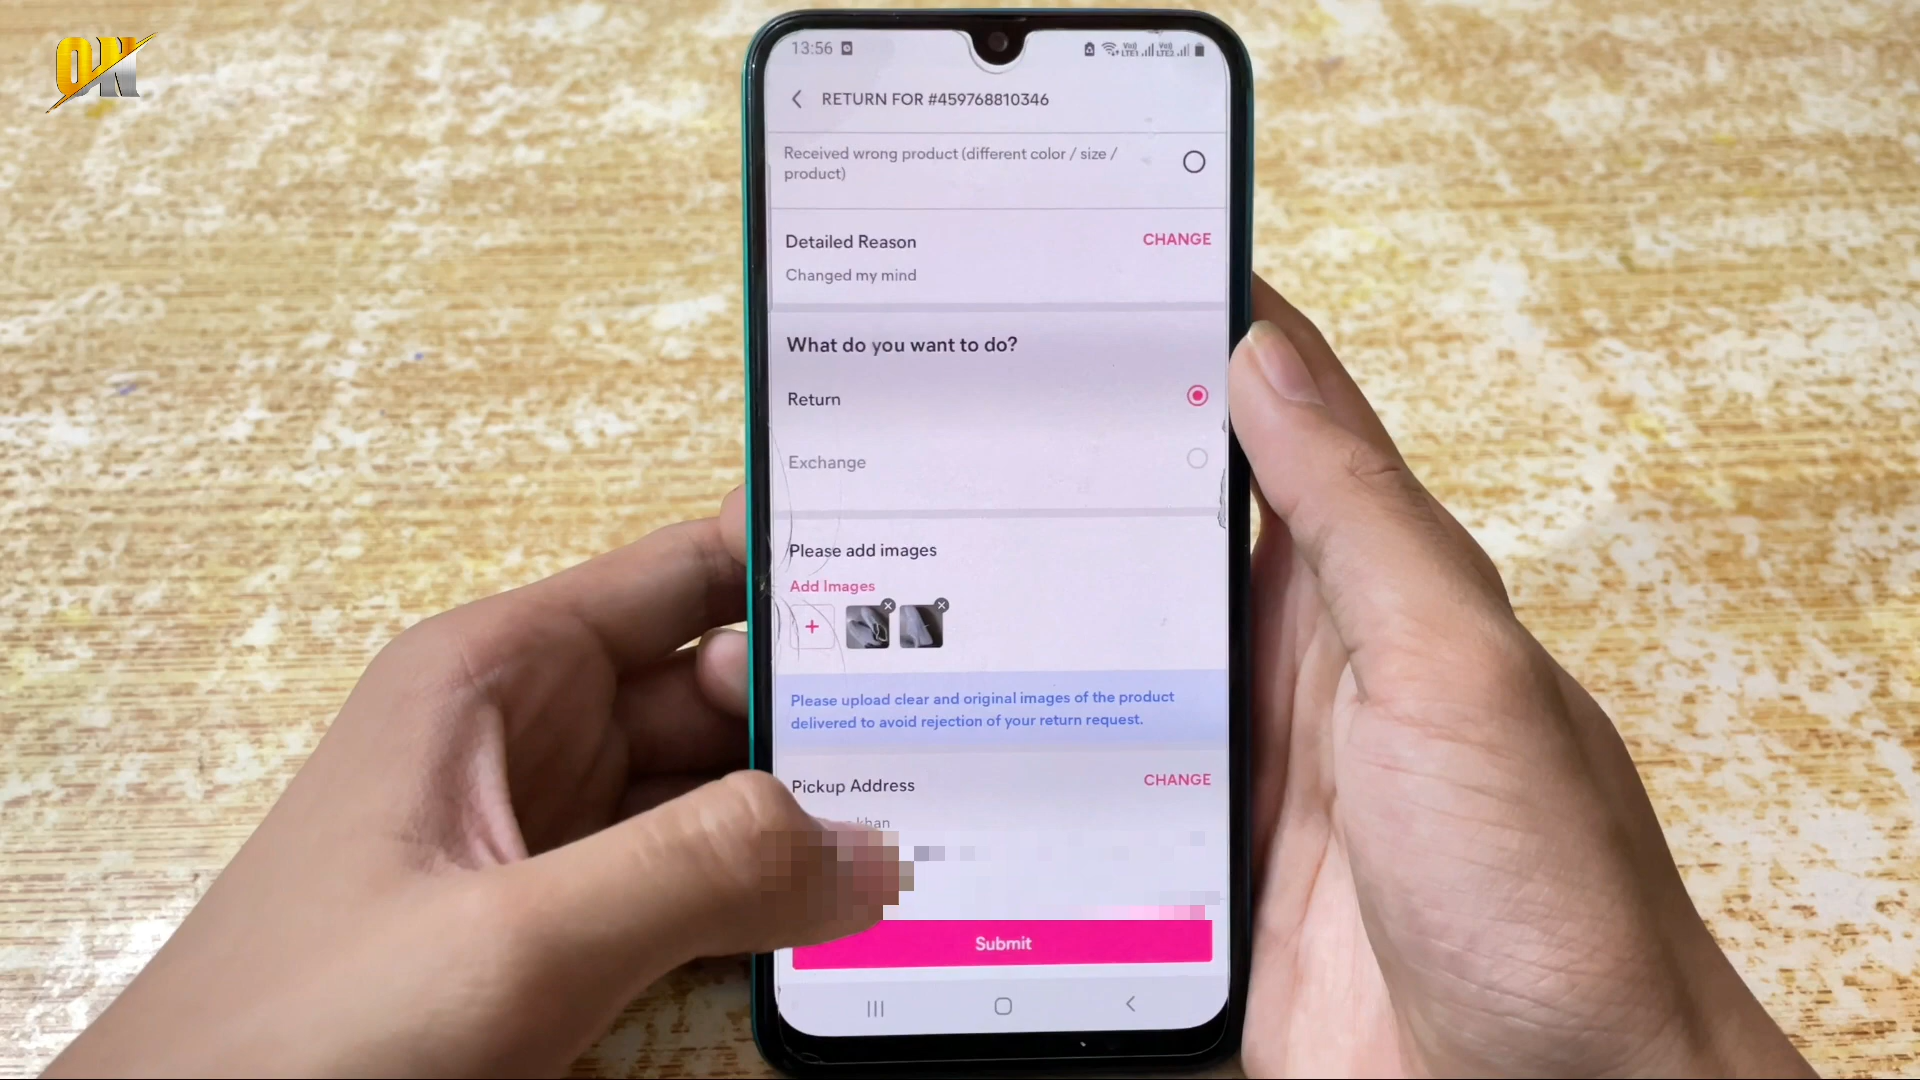 ON
13:56
RETURN FOR #459768810346
Received wrong product (different color / size /
product)
Detailed Reason
CHANGE
Changed my mind
What do you want to do?
Return
Exchange
Please add images
Add Images
Please upload clear and original images of the product
delivered to avoid rejection of your return request.
Pickup Address
CHANGE
khan
Submit